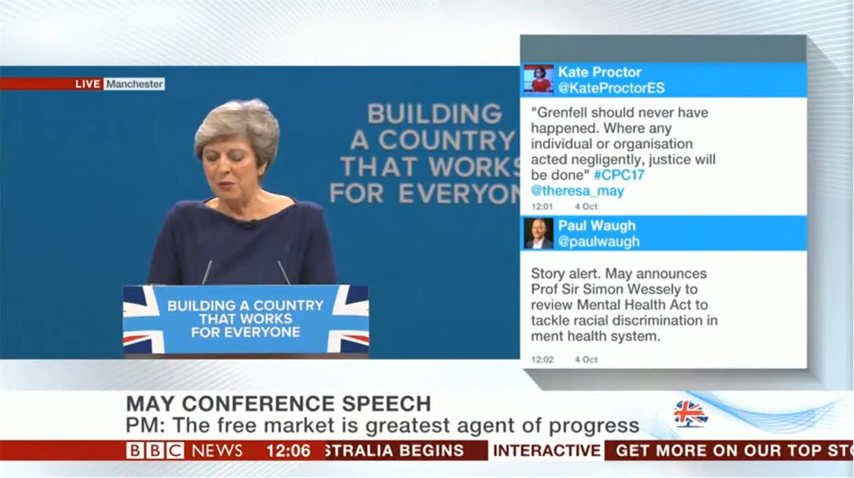 LIVE Manchester
BUILDING
A COUNTRY
THAT WORKS
FOR EVERYON
BUILDING A COUNTRY
THAT WORKS
FOR EVERYONE
Kate Proctor
@KateProctorES
"Grenfell should never have
happened. Where any
individual or organisation
acted negligently, justice will
be done" #CPC17
@theresa_may
12:01 4 Oct
Paul Waugh
@paulwaugh
Story alert. May announces
Prof Sir Simon Wessely to
review Mental Health Act to
tackle racial discrimination in
ment health system.
12:02 4 Oct
MAY CONFERENCE SPEECH
PM: The free market is greatest agent of progress
BBC NEWS 12:06 STRALIA BEGINS INTERACTIVE GET MORE ON OUR TOP STO